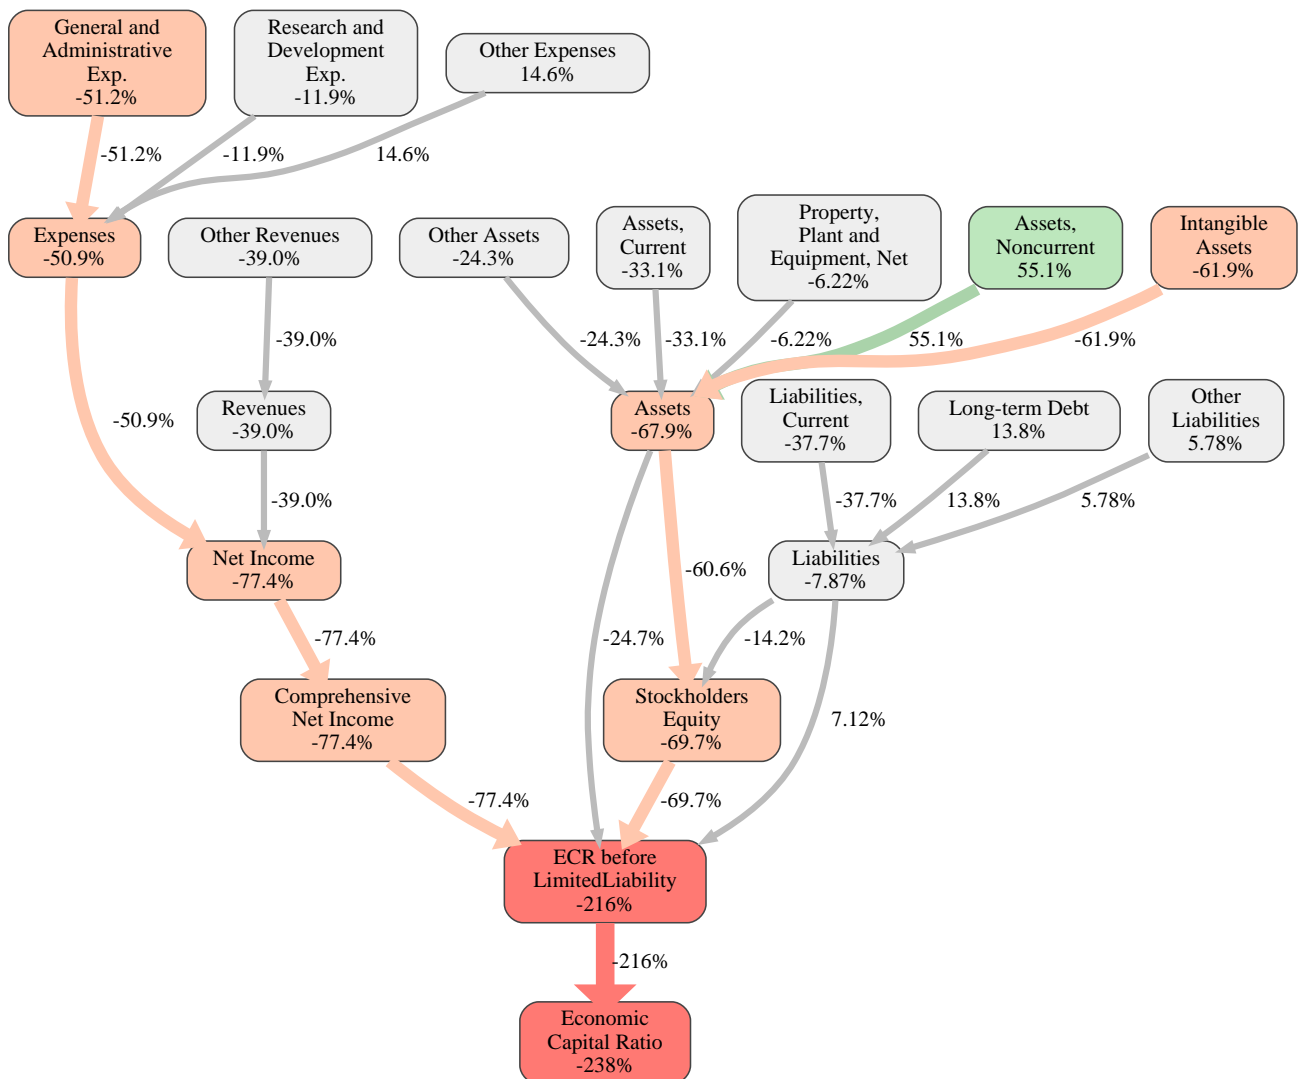 General and
Administrative
Exp.
-51.2%
Research and
Development
Exp.
-11.9%
Other Expenses
14.6%
-51.2%
-11.9%
14.6%
Expenses
-50.9%
Other Revenues
-39.0%
Other Assets
-24.3%
Assets,
Current
-33.1%
Property,
Plant and
Equipment, Net
-6.22%
Assets,
Noncurrent
55.1%
Intangible
Assets
-61.9%
-39.0%
-24.3%
-33.1%
-6.22%
55.1%
-61.9%
-50.9%
Revenues
-39.0%
Assets
-67.9%
Liabilities,
Current
-37.7%
Long-term Debt
13.8%
Other
Liabilities
5.78%
-39.0%
-37.7%
13.8%
5.78%
Net Income
-77.4%
-60.6%
Liabilities
-7.87%
-77.4%
-24.7%
-14.2%
Comprehensive
Net Income
-77.4%
Stockholders
Equity
-69.7%
7.12%
-77.4%
-69.7%
ECR before
LimitedLiability
-216%
-216%
Economic
Capital Ratio
-238%